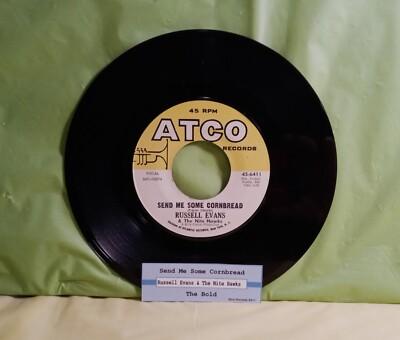 45 RPM
ATCO
RECORDS
VOCAL
45-6411
SEND ME SOME CORNBREAD
RUSSELL EVANS
& The Nite Hawks
Send Me Some Cornbread
Russell Evans & The Nite Hawks
The Bold